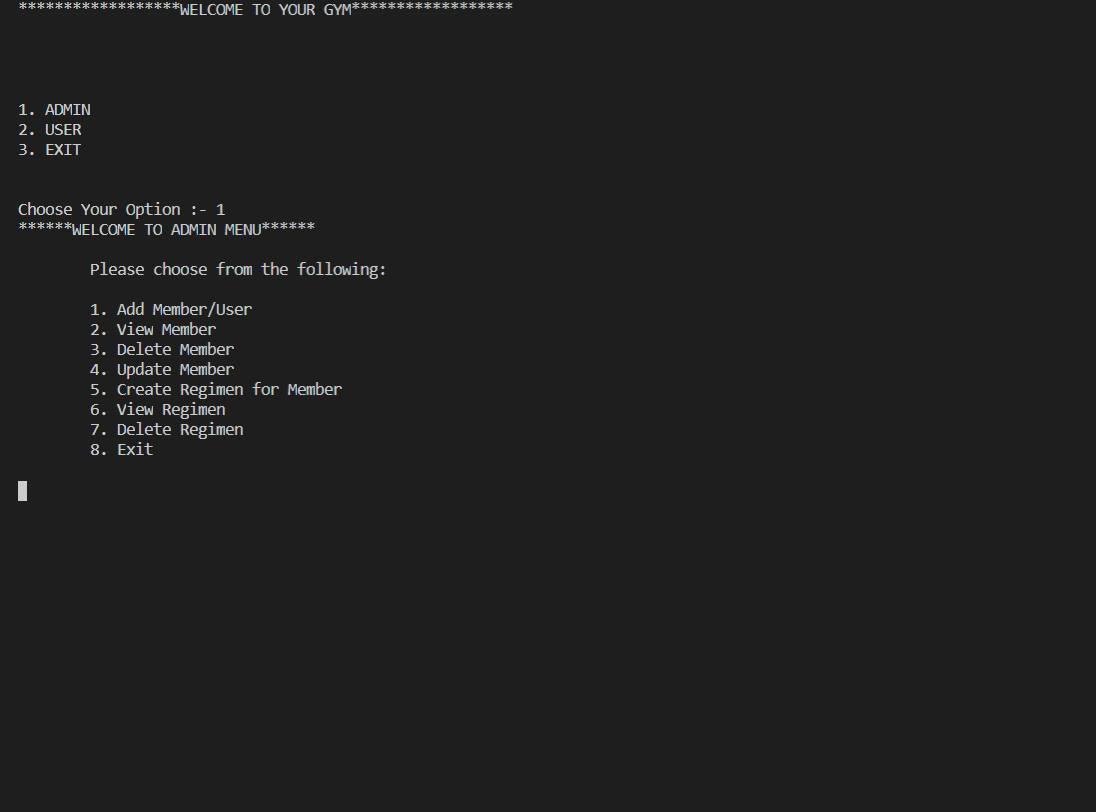 ******************WELCOME TO YOUR GYM******************
1. ADMIN
2. USER
3. EXIT
Choose Your Option :- 1
******WELCOME TO ADMIN MENU******
Please choose from the following:
1. Add Member/User
2. View Member
3. Delete Member
4. Update Member
5. Create Regimen for Member
6. View Regimen
7. Delete Regimen
8. Exit